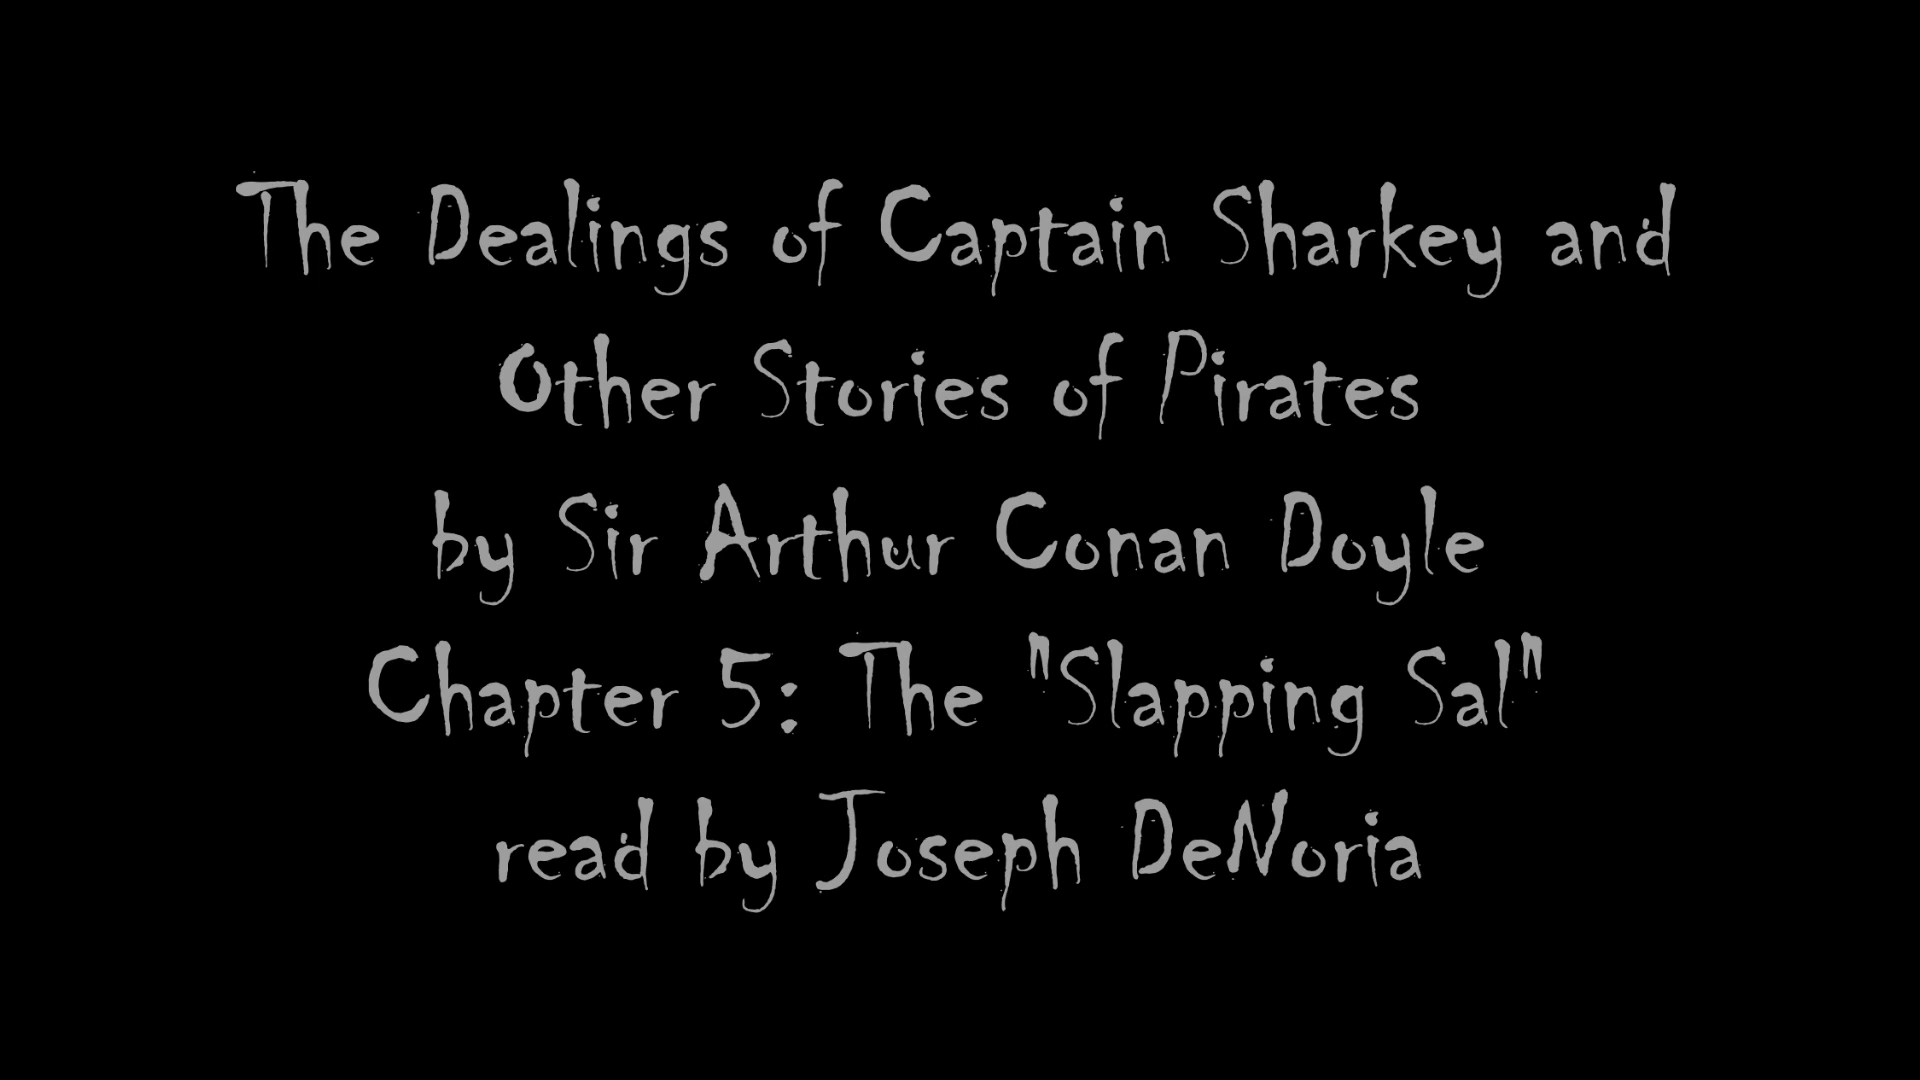 The Dealings of Captain Sharkey and
Other Stories of Pirates
by Sir Arthur Conan Doyle
Chapter 5: The "Slapping Sal"
read by Joseph DeNoria